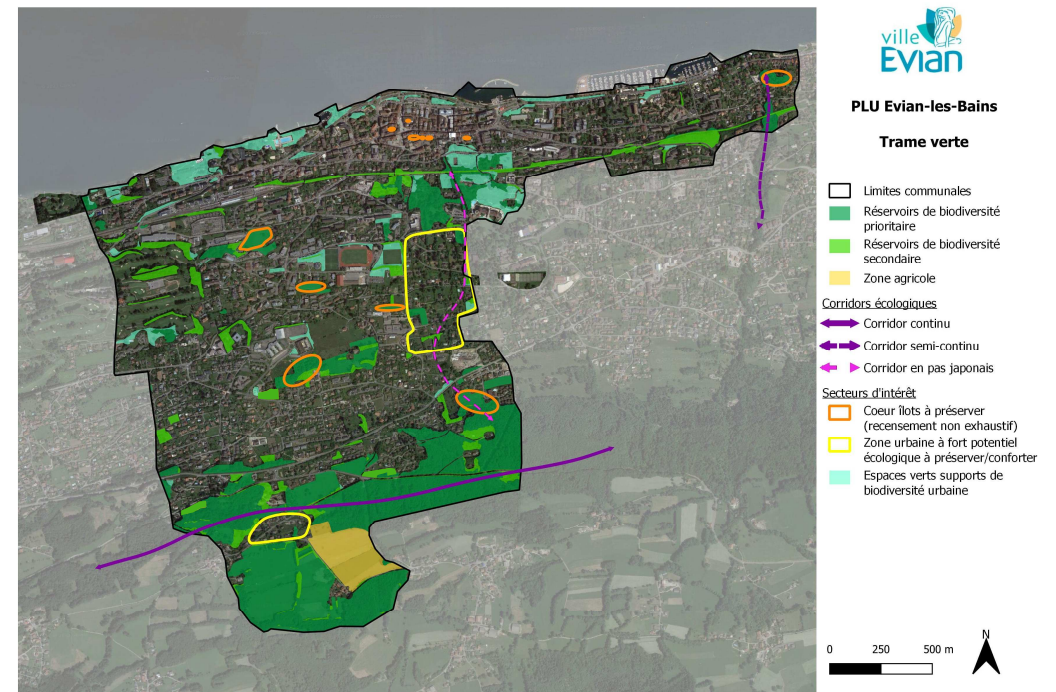 ville
Evian
PLU Evian-les-Bains
Trame verte
Limites communales
Réservoirs de biodiversité
prioritaire
Réservoirs de biodiversité
secondaire
Zone agricole
Corridors écologiques
Corridor continu
Corridor semi-continu
Corridor en pas japonais
Secteurs d'intérêt
Coeur îlots à préserver
(recensement non exhaustif)
Zone urbaine à fort potentiel
écologique à préserver/conforter
Espaces verts supports de
biodiversité urbaine
N
0 250 500 m